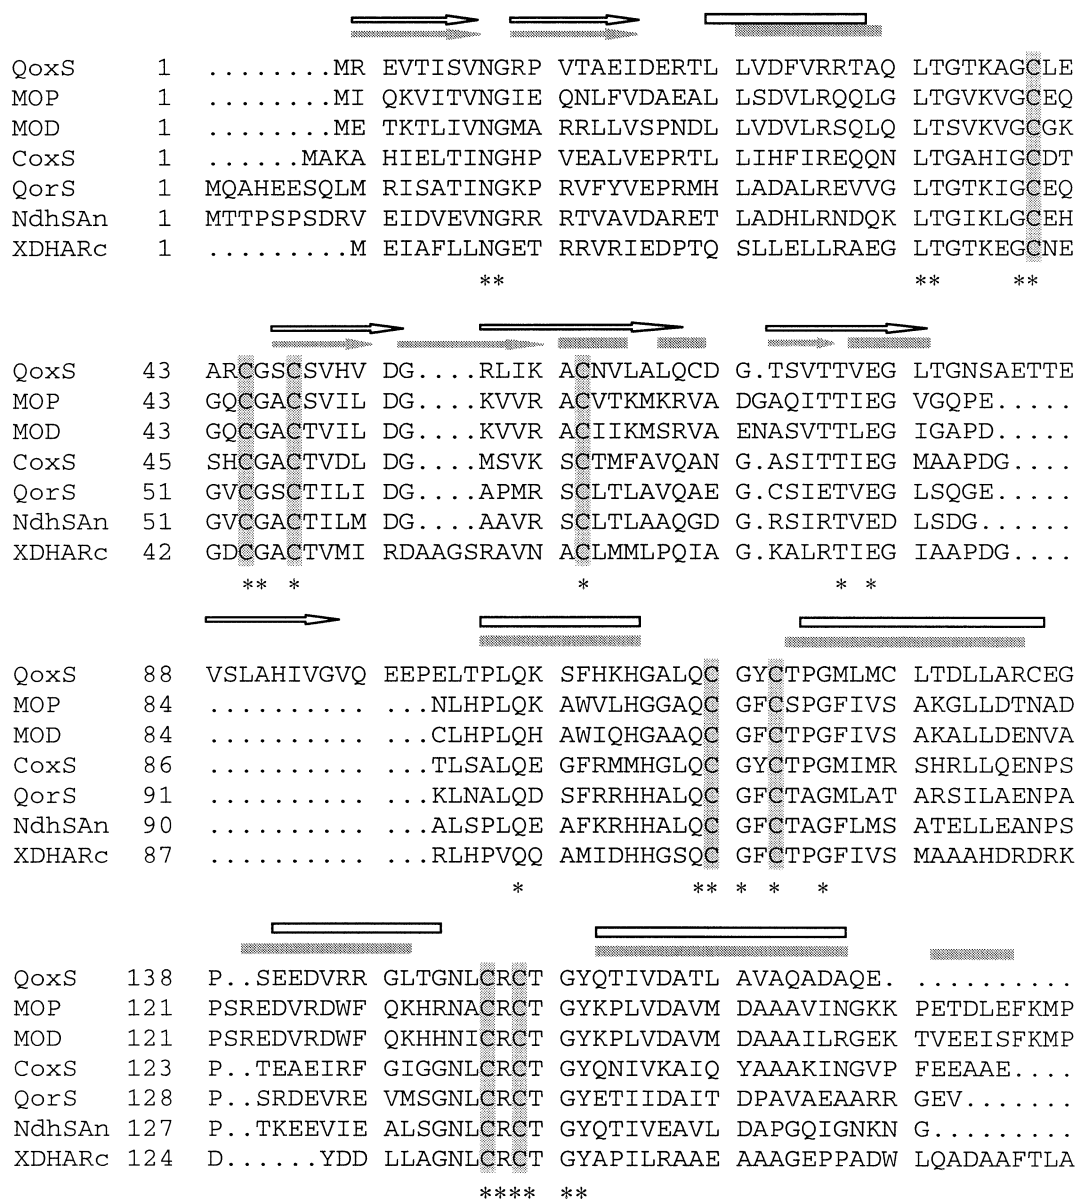 QoxS 1 ........MR EVTISVNGRP VTAEIDERTL LVDFVRRTAQ LTGTKAGCLE
MOP 1 ........MI QKVITVNGIE QNLFVDAEAL LSDVLRQQLG LTGVKVGCEQ
MOD 1 ........ME TKTLIVNGMA RRLLVSPNDL LVDVLRSQLQ LTSVKVGCGK
CoxS 1 ......MAKA HIELTINGHP VEALVEPRTL LIHFIREQQN LTGAHIGCDT
QorS 1 MQAHEESQLM RISATINGKP RVFYVEPRMH LADALREVVG LTGTKIGCEQ
NdhSAn 1 MTTPSPSDRV EIDVEVNGRR RTVAVDARET LADHLRNDQK LTGIKLGCEH
XDHARc 1 .........M EIAFLLNGET RRVRIEDPTQ SLLELLRAEG LTGTKEGCNE
** ** **
QoxS 43 ARCGSCSVHV DG....RLIK ACNVLALQCD G.TSVTTVEG LTGNSAETTE
MOP 43 GQCGACSVIL DG....KVVR ACVTKMKRVA DGAQITTIEG VGQPE.....
MOD 43 GQCGACTVIL DG....KVVR ACIIKMSRVA ENASVTTLEG IGAPD.....
CoxS 45 SHCGACTVDL DG....MSVK SCTMFAVQAN G.ASITTIEG MAAPDG....
QorS 51 GVCGSCTILI DG....APMR SCLTLAVQAE G.CSIETVEG LSQGE.....
NdhSAn 51 GVCGACTILM DG....AAVR SCLTLAAQGD G.RSIRTVED LSDG......
XDHARc 42 GDCGACTVMI RDAAGSRAVN ACLMMLPQIA G.KALRTIEG IAAPDG....
** * * * *
QoxS 88 VSLAHIVGVQ EEPELTPLQK SFHKHGALQC GYCTPGMLMC LTDLLARCEG
MOP 84 .......... ...NLHPLQK AWVLHGGAQC GFCSPGFIVS AKGLLDTNAD
MOD 84 .......... ...CLHPLQH AWIQHGAAQC GFCTPGFIVS AKALLDENVA
CoxS 86 .......... ...TLSALQE GFRMMHGLQC GYCTPGMIMR SHRLLQENPS
QorS 91 .......... ...KLNALQD SFRRHHALQC GFCTAGMLAT ARSILAENPA
NdhSAn 90 .......... ...ALSPLQE AFKRHHALQC GFCTAGFLMS ATELLEANPS
XDHARc 87 .......... ...RLHPVQQ AMIDHHGSQC GFCTPGFIVS MAAAHDRDRK
* ** * * *
QoxS 138 P..SEEDVRR GLTGNLCRCT GYQTIVDATL AVAQADAQE. ..........
MOP 121 PSREDVRDWF QKHRNACRCT GYKPLVDAVM DAAAVINGKK PETDLEFKMP
MOD 121 PSREDVRDWF QKHHNICRCT GYKPLVDAVM DAAAILRGEK TVEEISFKMP
CoxS 123 P..TEAEIRF GIGGNLCRCT GYQNIVKAIQ YAAAKINGVP FEEAAE....
QorS 128 P..SRDEVRE VMSGNLCRCT GYETIIDAIT DPAVAEAARR GEV.......
NdhSAn 127 P..TKEEVIE ALSGNLCRCT GYQTIVEAVL DAPGQIGNKN G.........
XDHARc 124 D.....YDD LLAGNLCRCT GYAPILRAAE AAAGEPPADW LQADAAFTLA
**** **